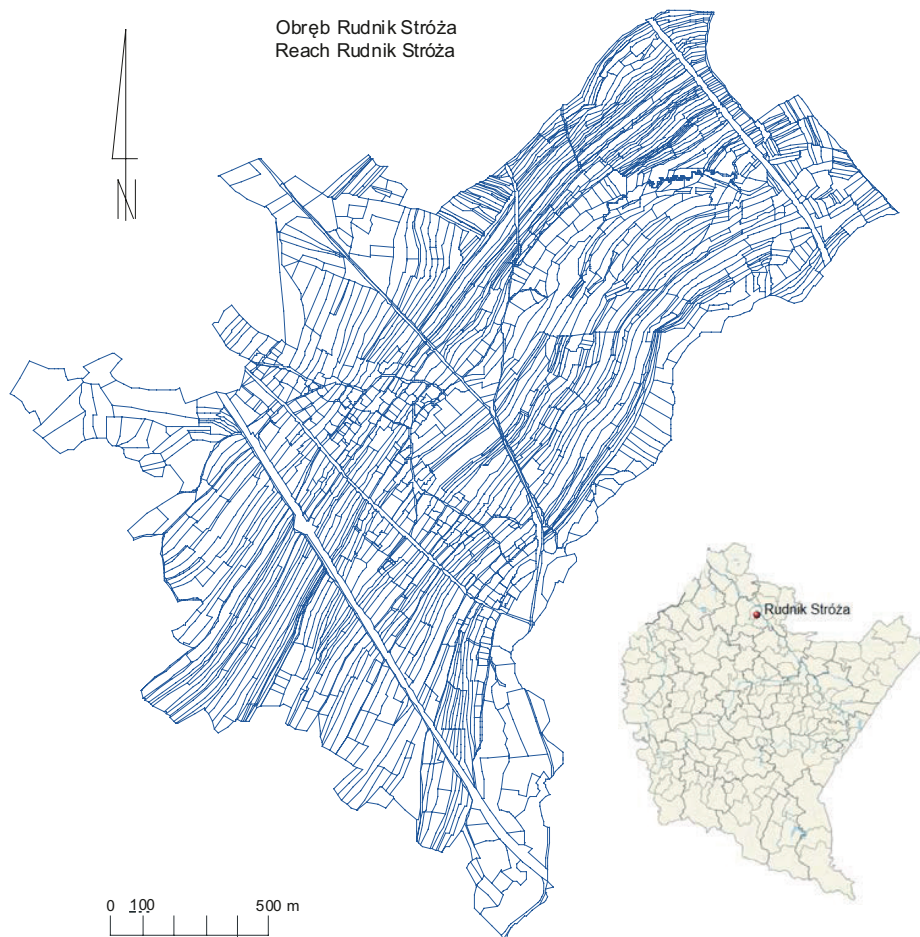 Obręb Rudnik Stróża
Reach Rudnik Stróża
N
Rudnik Stróża
0 100 500 m